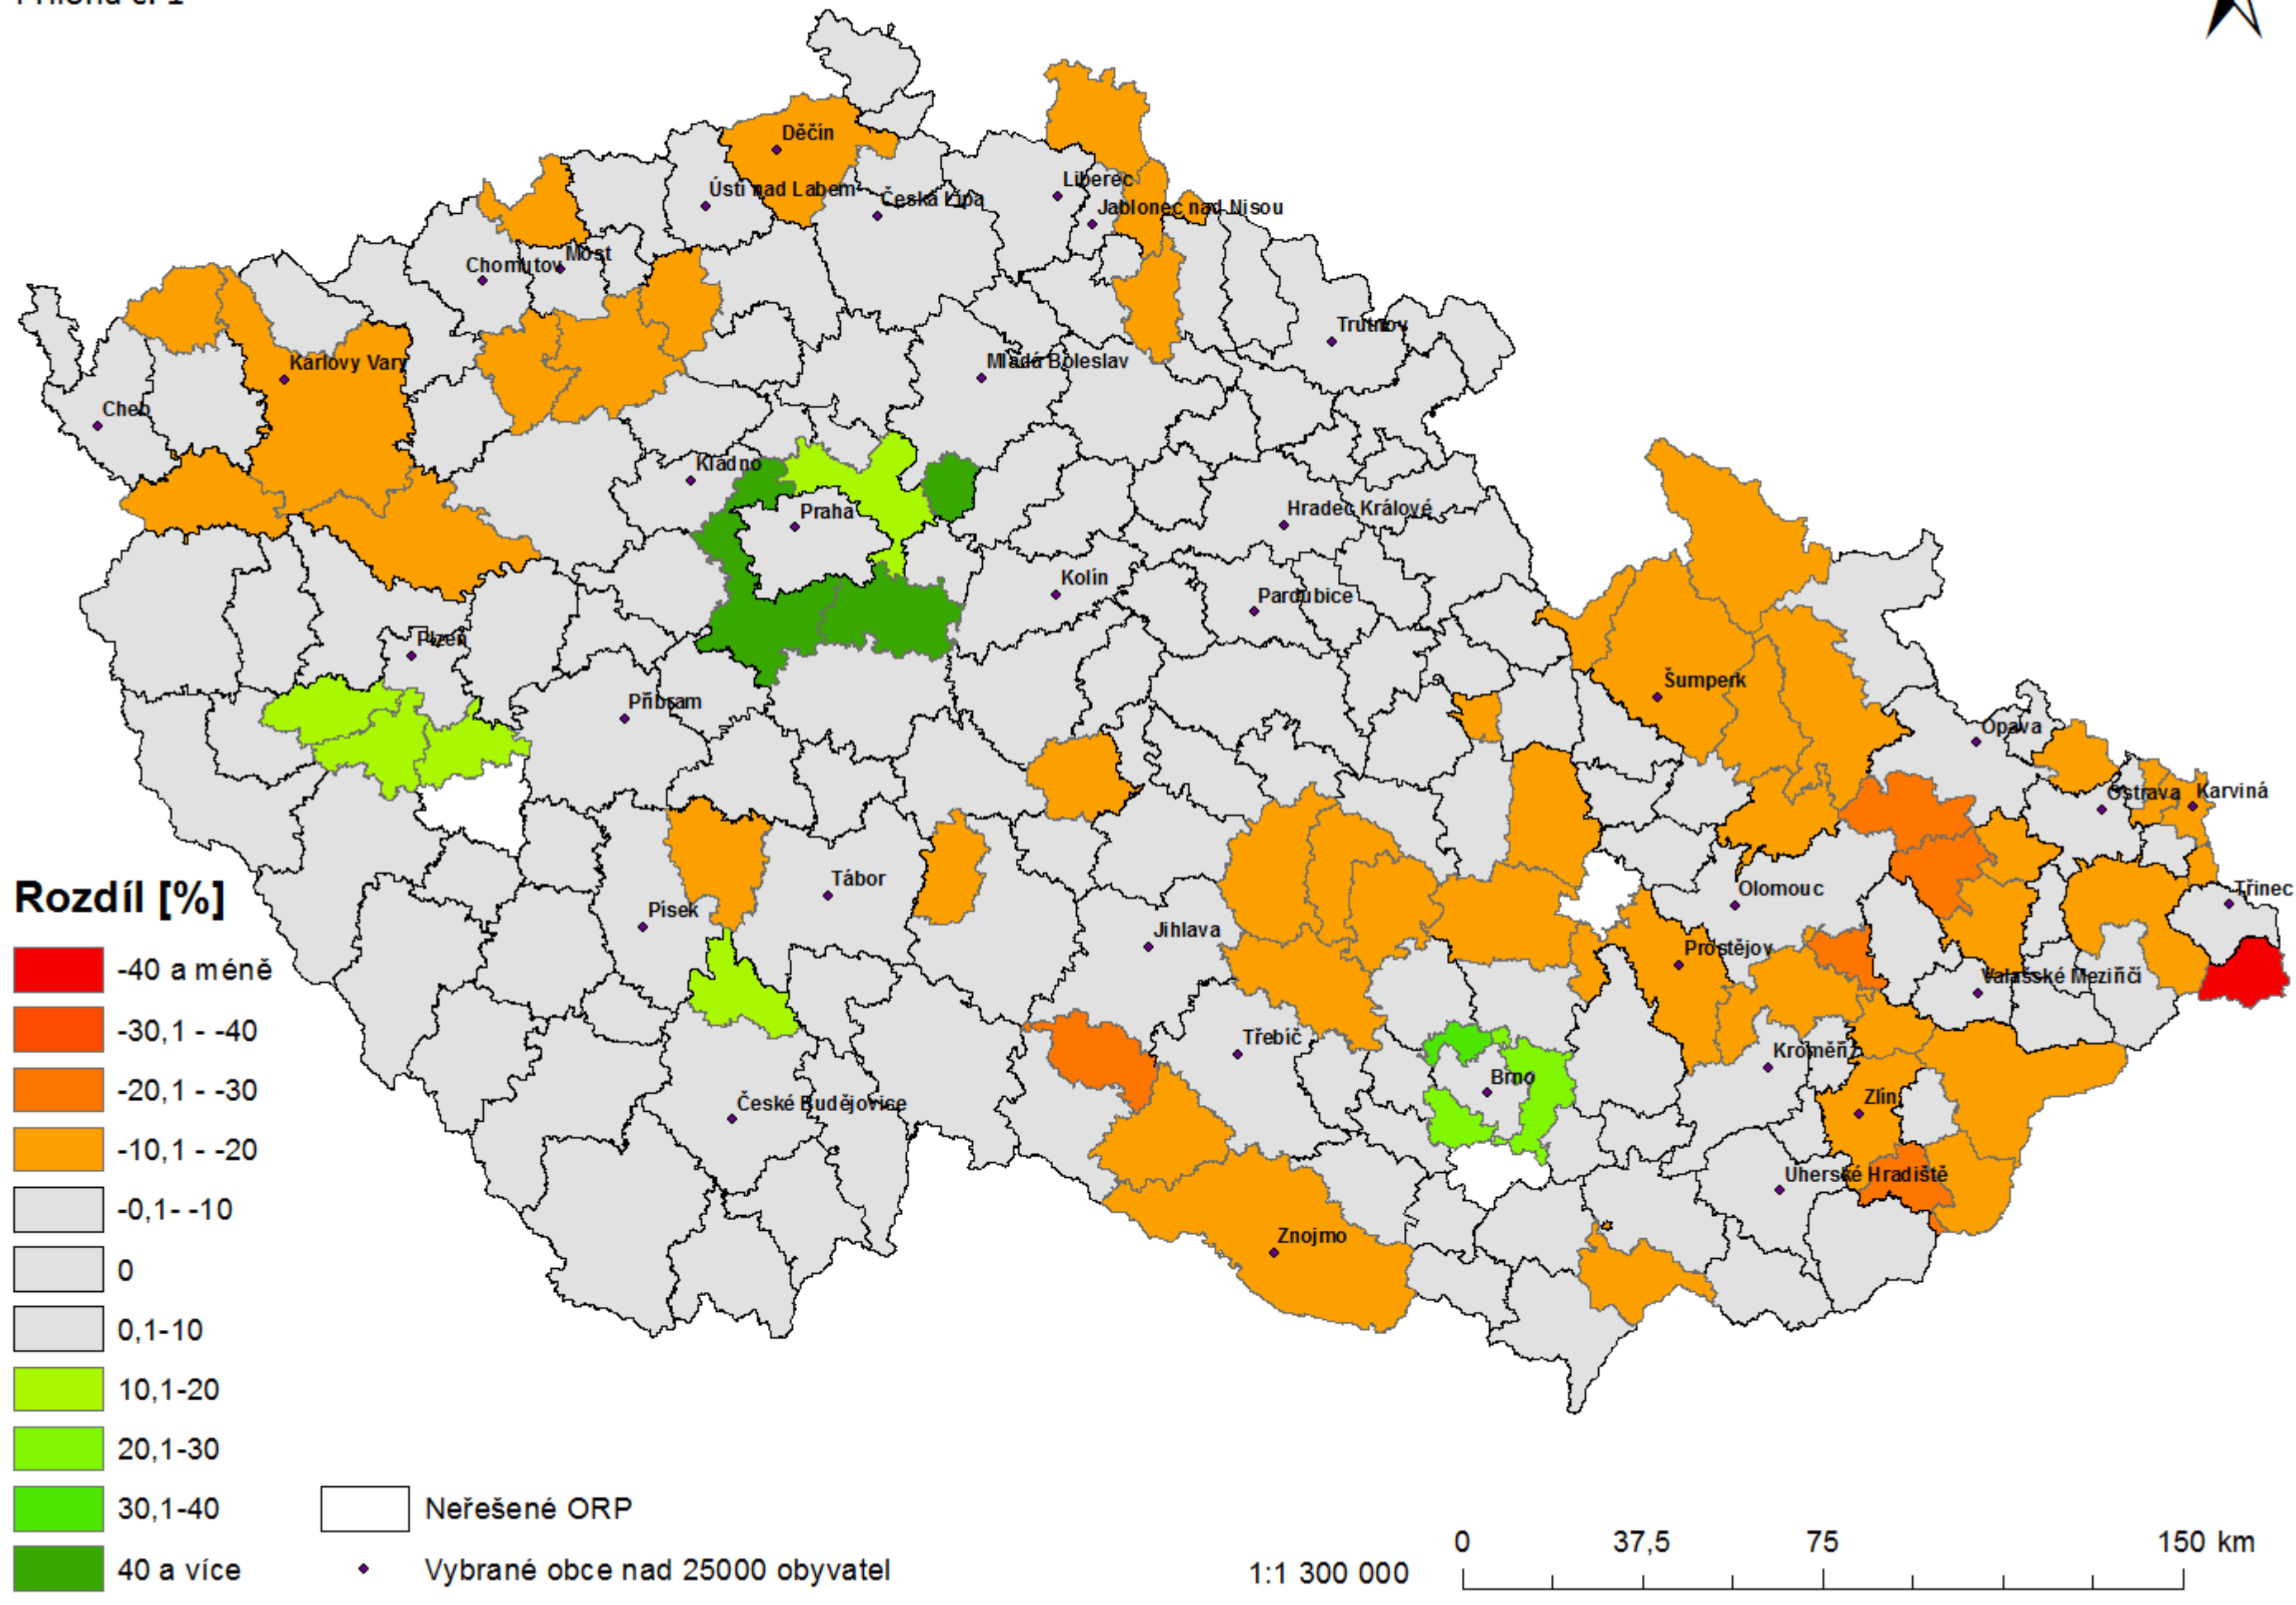 Příloha č. 1
Děčín
Ústí nad Labem
Česká Lípa
Liberec
Jablonec nad Nisou
Most
Chomutov
Trutnov
Karlovy Vary
Mladá Boleslav
Cheb
Kladno
Praha
Hradec Králové
Kolín
Pardubice
Plzeň
Šumperk
Příbram
Opava
Ostrava
Karviná
Tábor
Olomouc
Třinec
Písek
Jihlava
Prostějov
Valašské Meziříčí
Třebíč
Kroměříž
Brno
Zlín
České Budějovice
Uherské Hradiště
Znojmo
Rozdíl [%]
-40 a méně
-30,1 - -40
-20,1 - -30
-10,1 - -20
-0,1- -10
0
0,1-10
10,1-20
20,1-30
30,1-40
40 a více
Neřešené ORP
Vybrané obce nad 25000 obyvatel
1:1 300 000
0 37,5 75 150 km